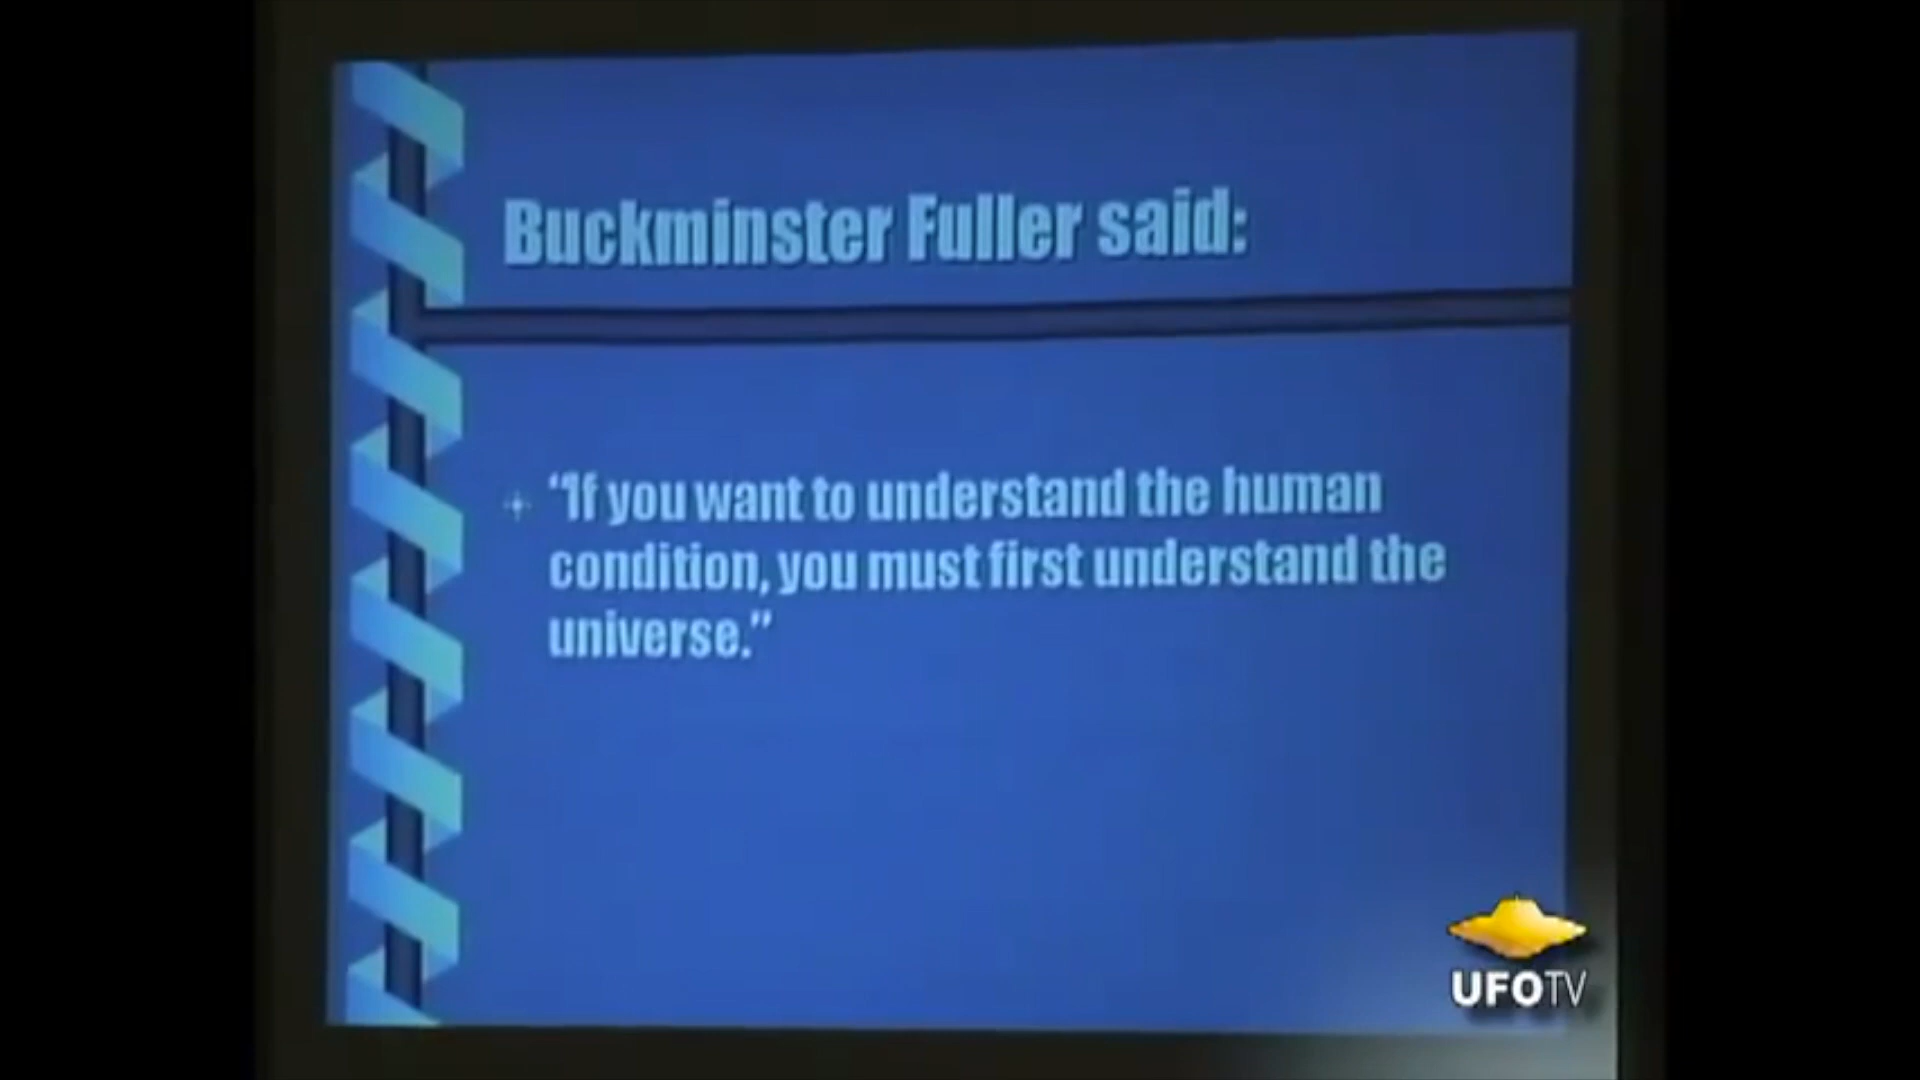 Buckminster Fuller said:
“If you want to understand the human
condition, you must first understand the
universe.”
UFOTV